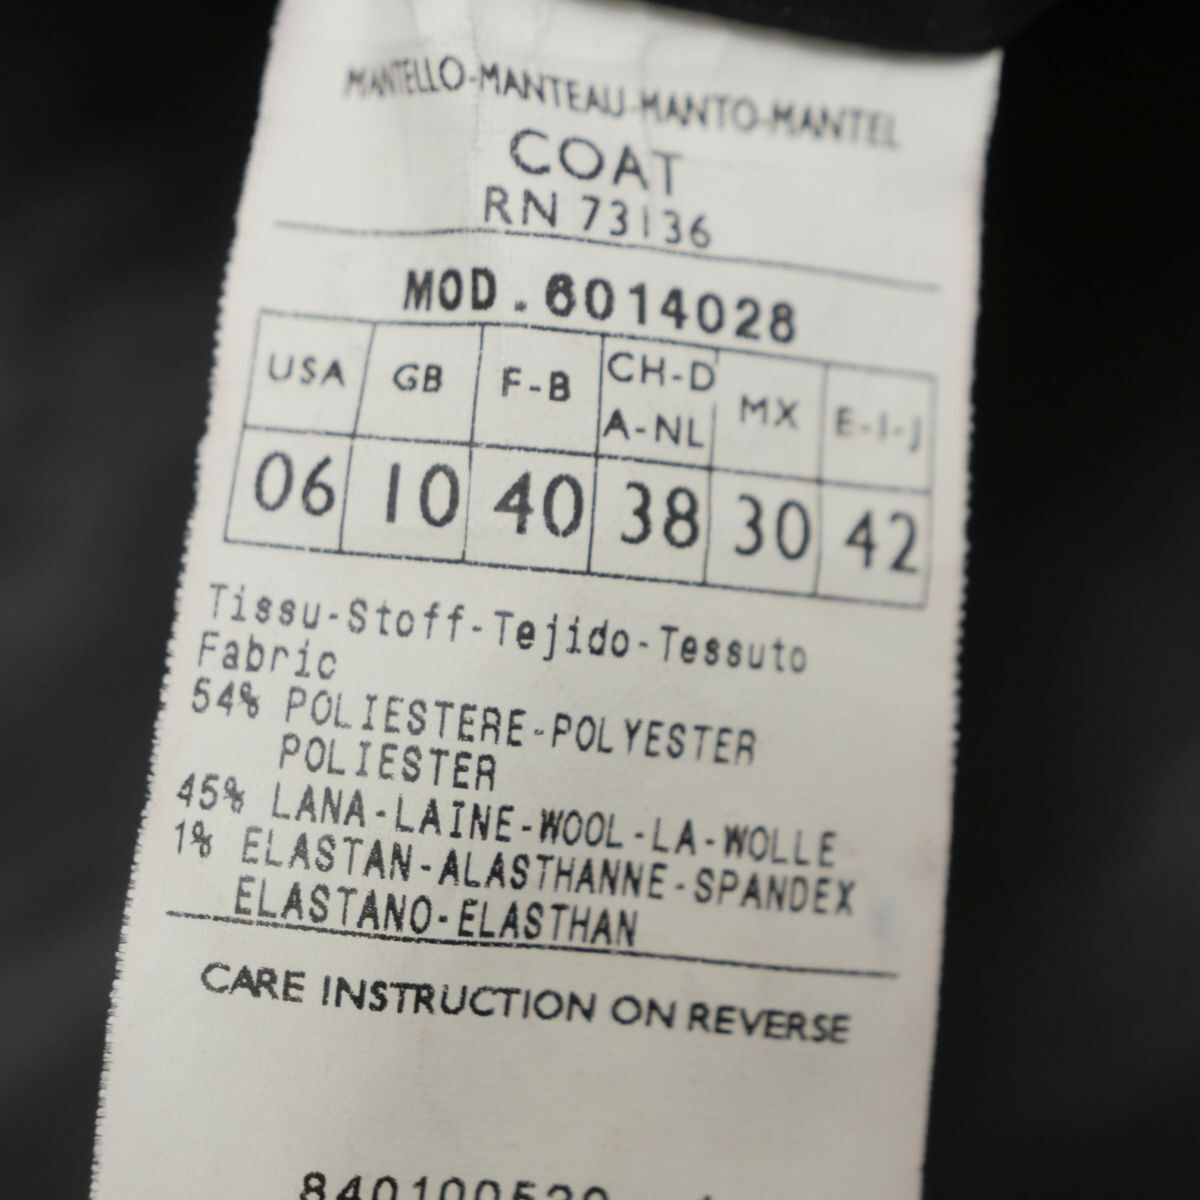 MANTELLO-MANTEAU-MANTO-MANTEL
COAT
RN 73136
MOD. 6014028
USA GB F-B CH-D A-NL MX E-I-J
06 10 40 38 30 42
Tissu-Stoff-Tejido-Tessuto
Fabric
54% POLIESTERE-POLYESTER
POLIESTER
45% LANA-LAINE-WOOL-LA-WOLLE
1% ELASTAN-ALASTHANNE-SPANDEX
ELASTANO-ELASTHAN
CARE INSTRUCTION ON REVERSE